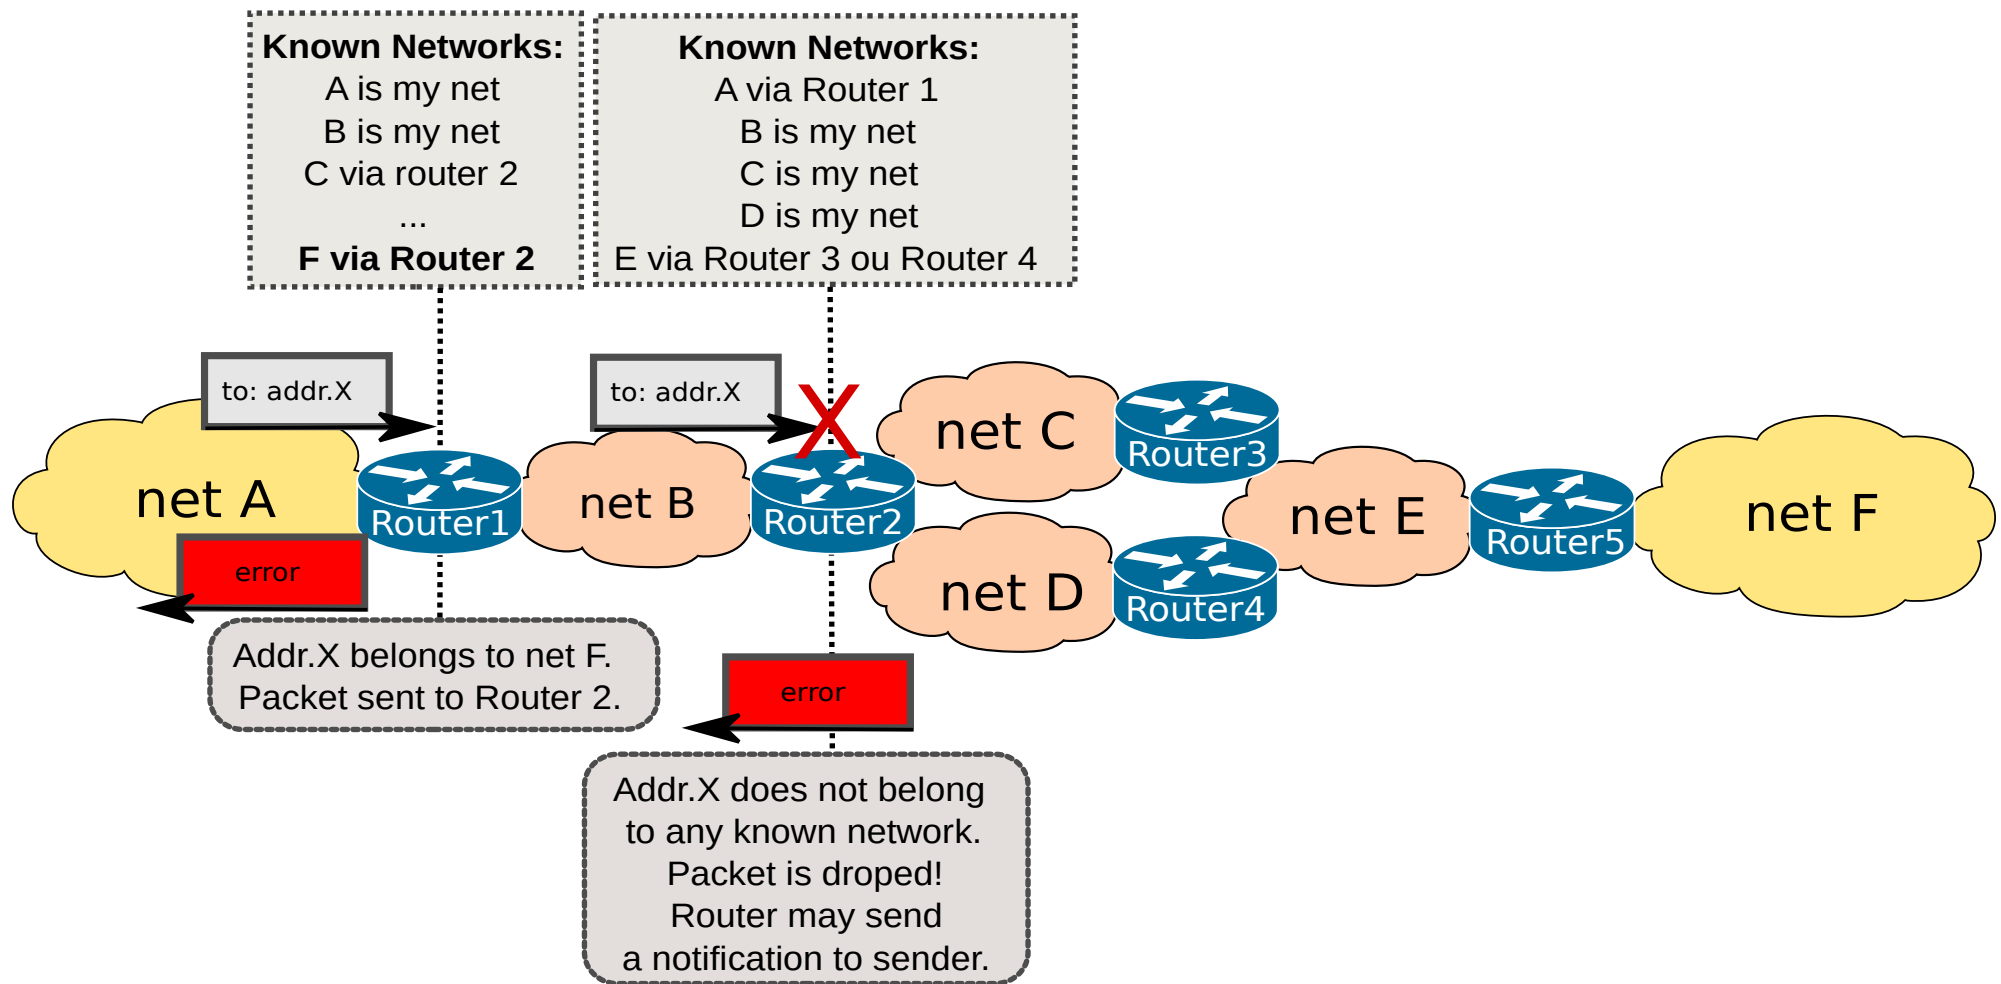 Known Networks:
A is my net
B is my net
C via router 2
...
F via Router 2
Known Networks:
A via Router 1
B is my net
C is my net
D is my net
E via Router 3 ou Router 4
to: addr.X
to: addr.X
X
net A
Router1
net B
Router2
net C
Router3
net D
Router4
net E
Router5
net F
error
Addr.X belongs to net F.
Packet sent to Router 2.
error
Addr.X does not belong
to any known network.
Packet is droped!
Router may send
a notification to sender.